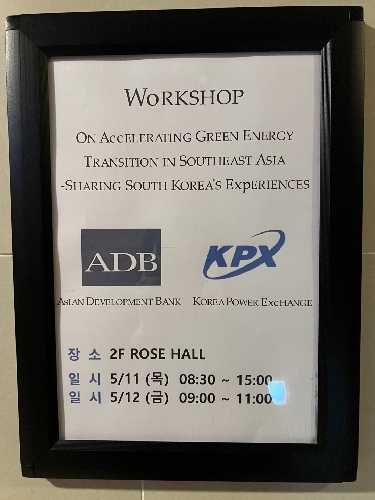 WORKSHOP
ON ACCELERATING GREEN ENERGY
TRANSITION IN SOUTHEAST ASIA
-SHARING SOUTH KOREA'S EXPERIENCES
ADB KPX
ASIAN DEVELOPMENT BANK KOREA POWER EXCHANGE
장 소 2F ROSE HALL
일 시 5/11 (목) 08:30 ~ 15:00
일 시 5/12 (금) 09:00 ~ 11:00